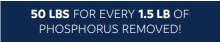 50 LBS FOR EVERY 1.5 LB OF
PHOSPHORUS REMOVED!